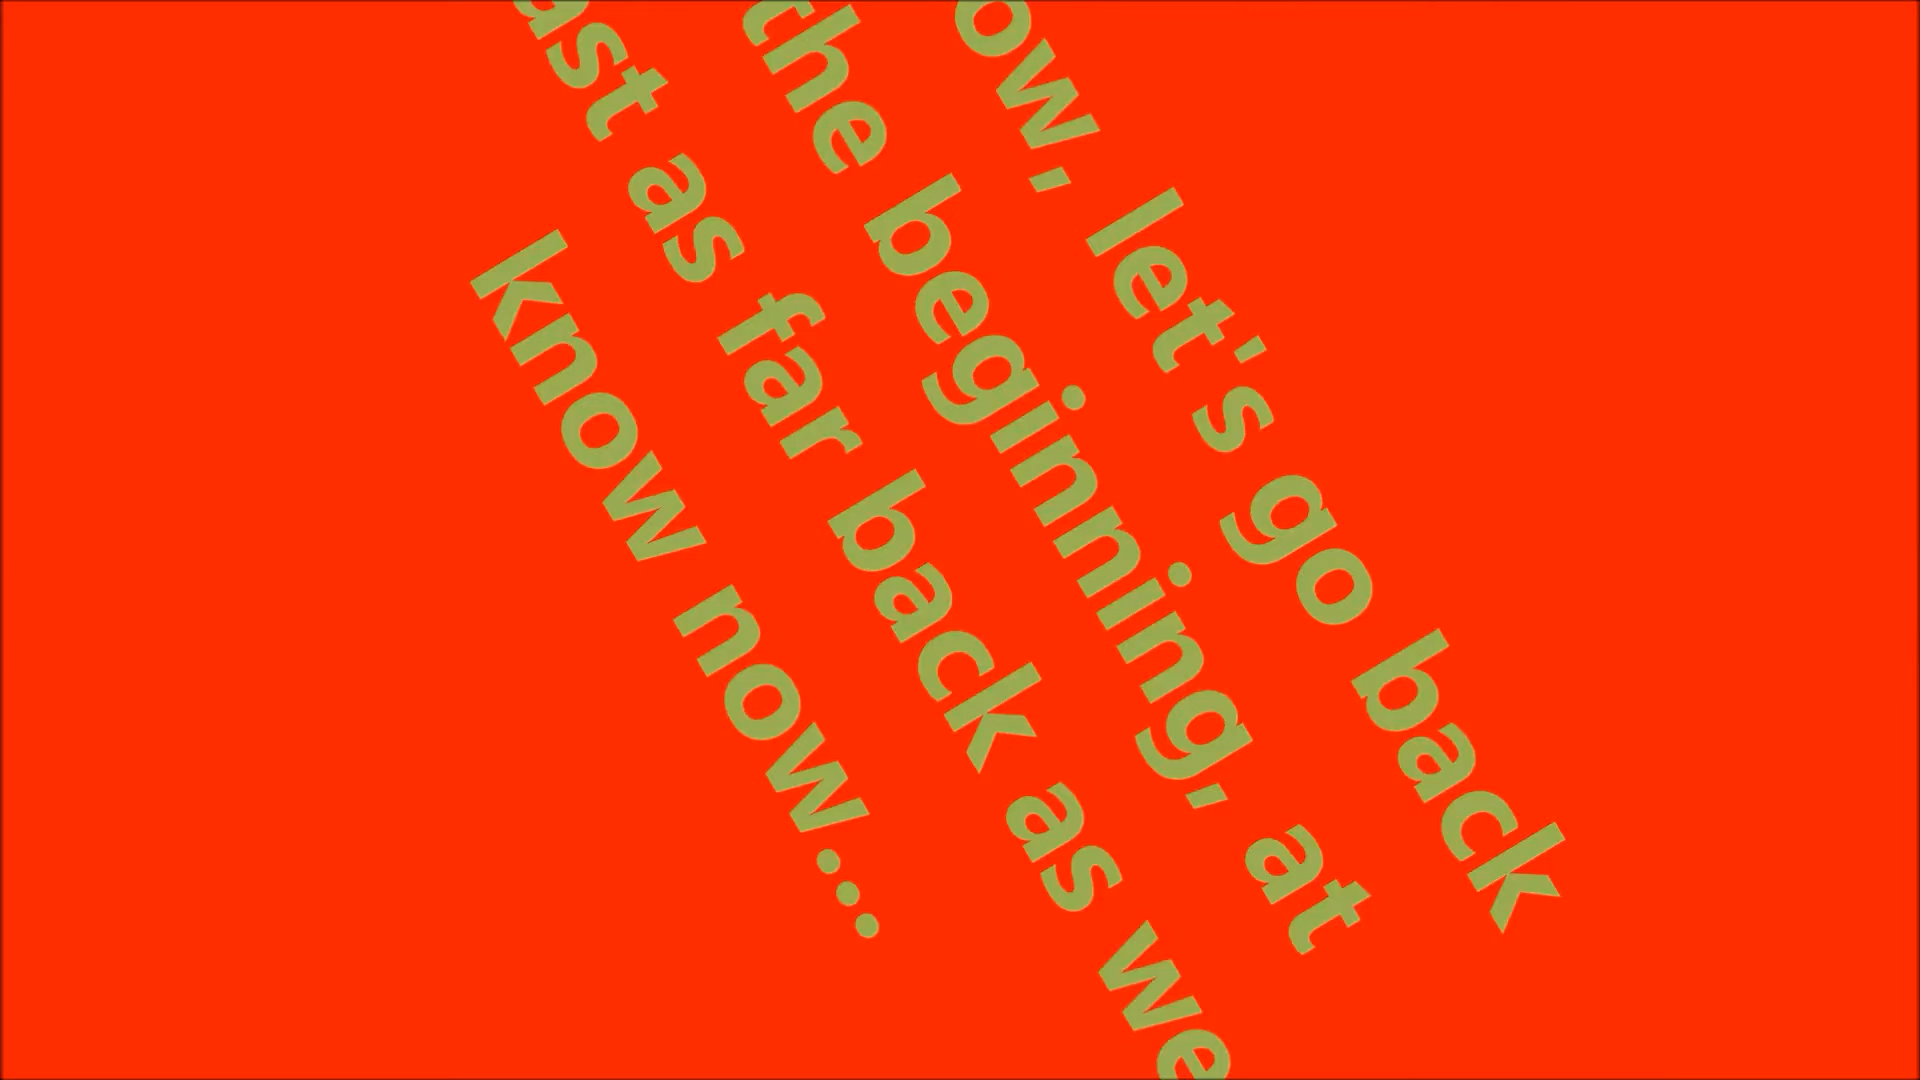 ow, let's go back
the beginning, at
ast as far back as we
know now...